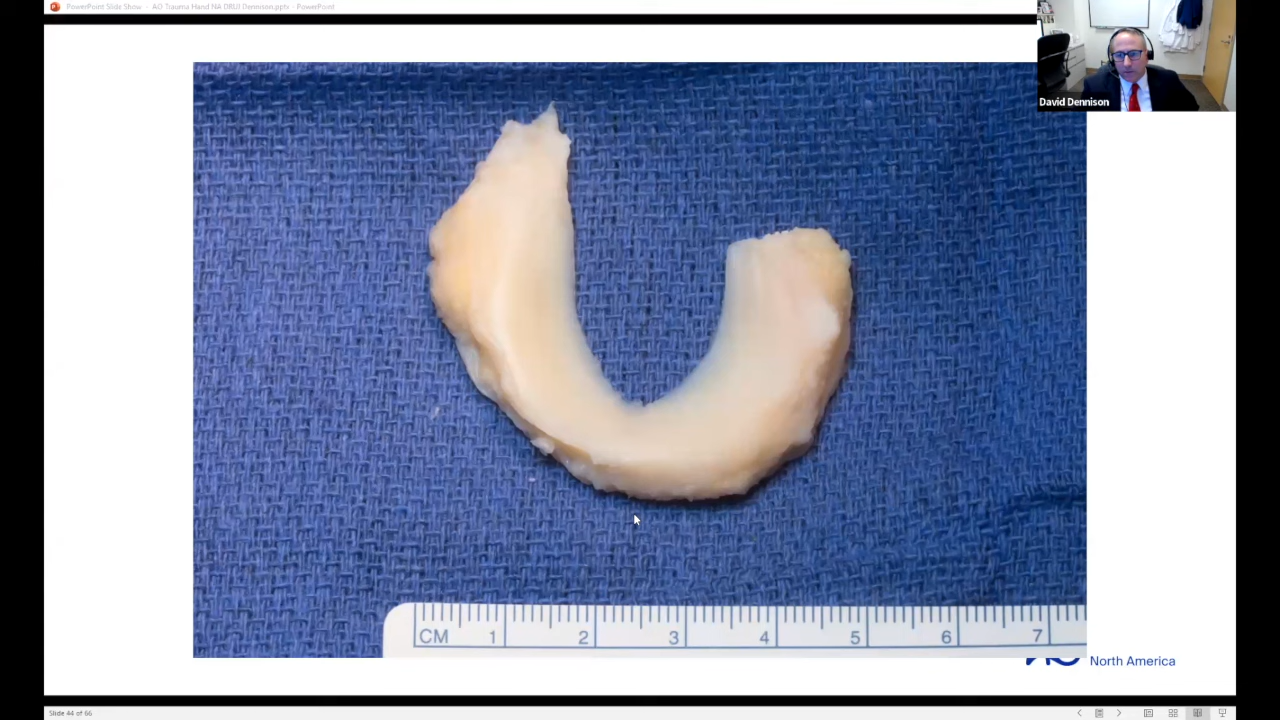 PowerPoint Slide Show - AO Trauma Hand NA DRUJ Dennison.pptx - PowerPoint
David Dennison
CM 1 2 3 4 5 6 7
North America
Slide 44 of 66